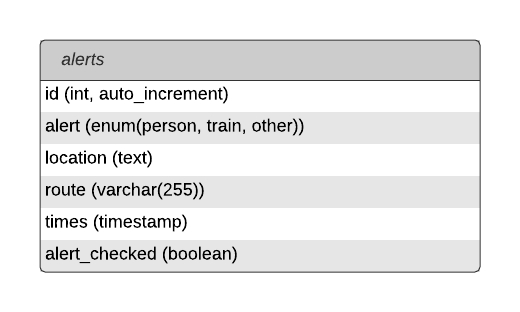 alerts
id (int, auto_increment)
alert (enum(person, train, other))
location (text)
route (varchar(255))
times (timestamp)
alert_checked (boolean)